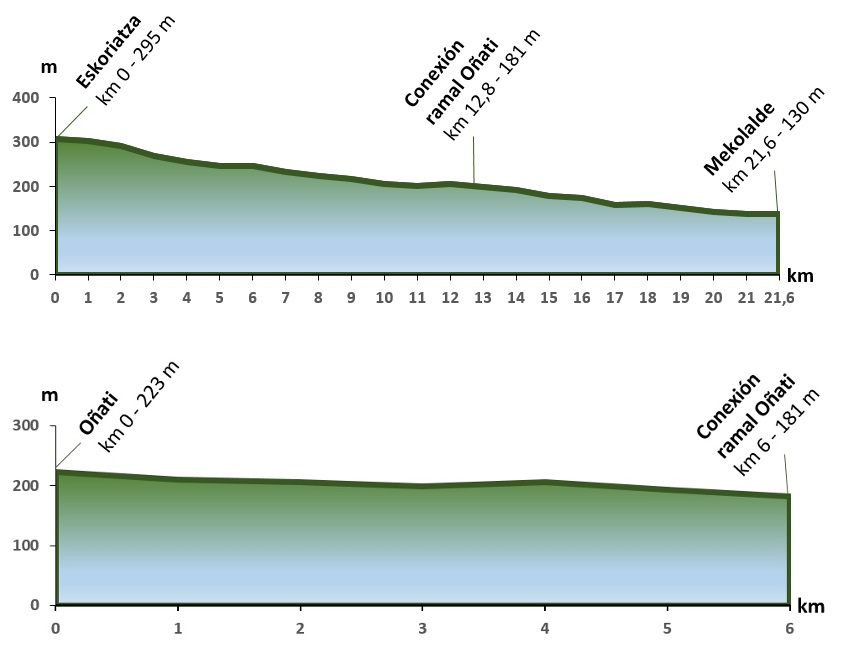 Eskoriatza
km 0 - 295 m
Conexión
ramal Oñati
km 12,8 - 181 m
Mekolalde
km 21,6 - 130 m
m
400
300
200
100
0
0 1 2 3 4 5 6 7 8 9 10 11 12 13 14 15 16 17 18 19 20 21 21,6
km
Oñati
km 0 - 223 m
Conexión
ramal Oñati
km 6 - 181 m
m
300
200
100
0
0 1 2 3 4 5 6
km